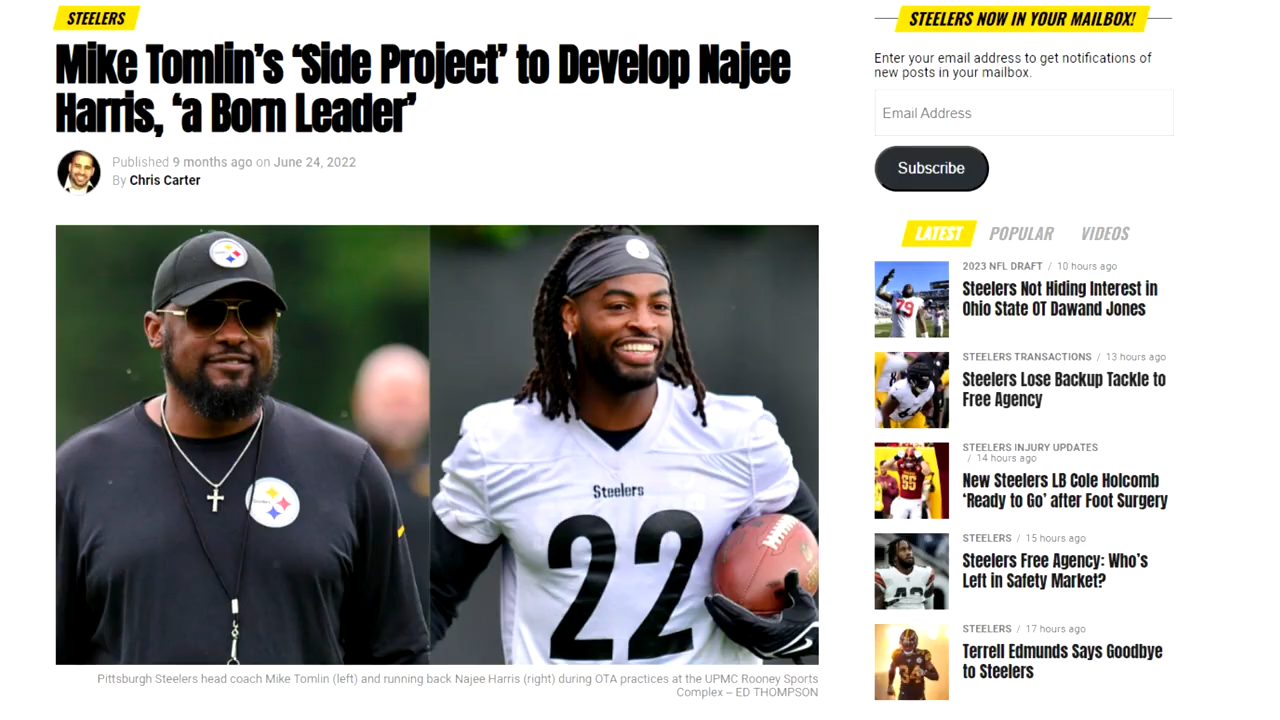 STEELERS
Mike Tomlin's 'Side Project' to Develop Najee
Harris, 'a Born Leader'
Published 9 months ago on June 24, 2022
By Chris Carter
Steelers
22
Pittsburgh Steelers head coach Mike Tomlin (left) and running back Najee Harris (right) during OTA practices at the UPMC Rooney Sports
Complex – ED THOMPSON
STEELERS NOW IN YOUR MAILBOX!
Enter your email address to get notifications of
new posts in your mailbox.
Email Address
Subscribe
LATEST POPULAR VIDEOS
79
2023 NFL DRAFT / 10 hours ago
Steelers Not Hiding Interest in
Ohio State OT Dawand Jones
STEELERS TRANSACTIONS / 13 hours ago
Steelers Lose Backup Tackle to
Free Agency
STEELERS INJURY UPDATES
/ 14 hours ago
55
New Steelers LB Cole Holcomb
'Ready to Go' after Foot Surgery
STEELERS / 15 hours ago
Steelers Free Agency: Who's
Left in Safety Market?
STEELERS / 17 hours ago
34
Terrell Edmunds Says Goodbye
to Steelers